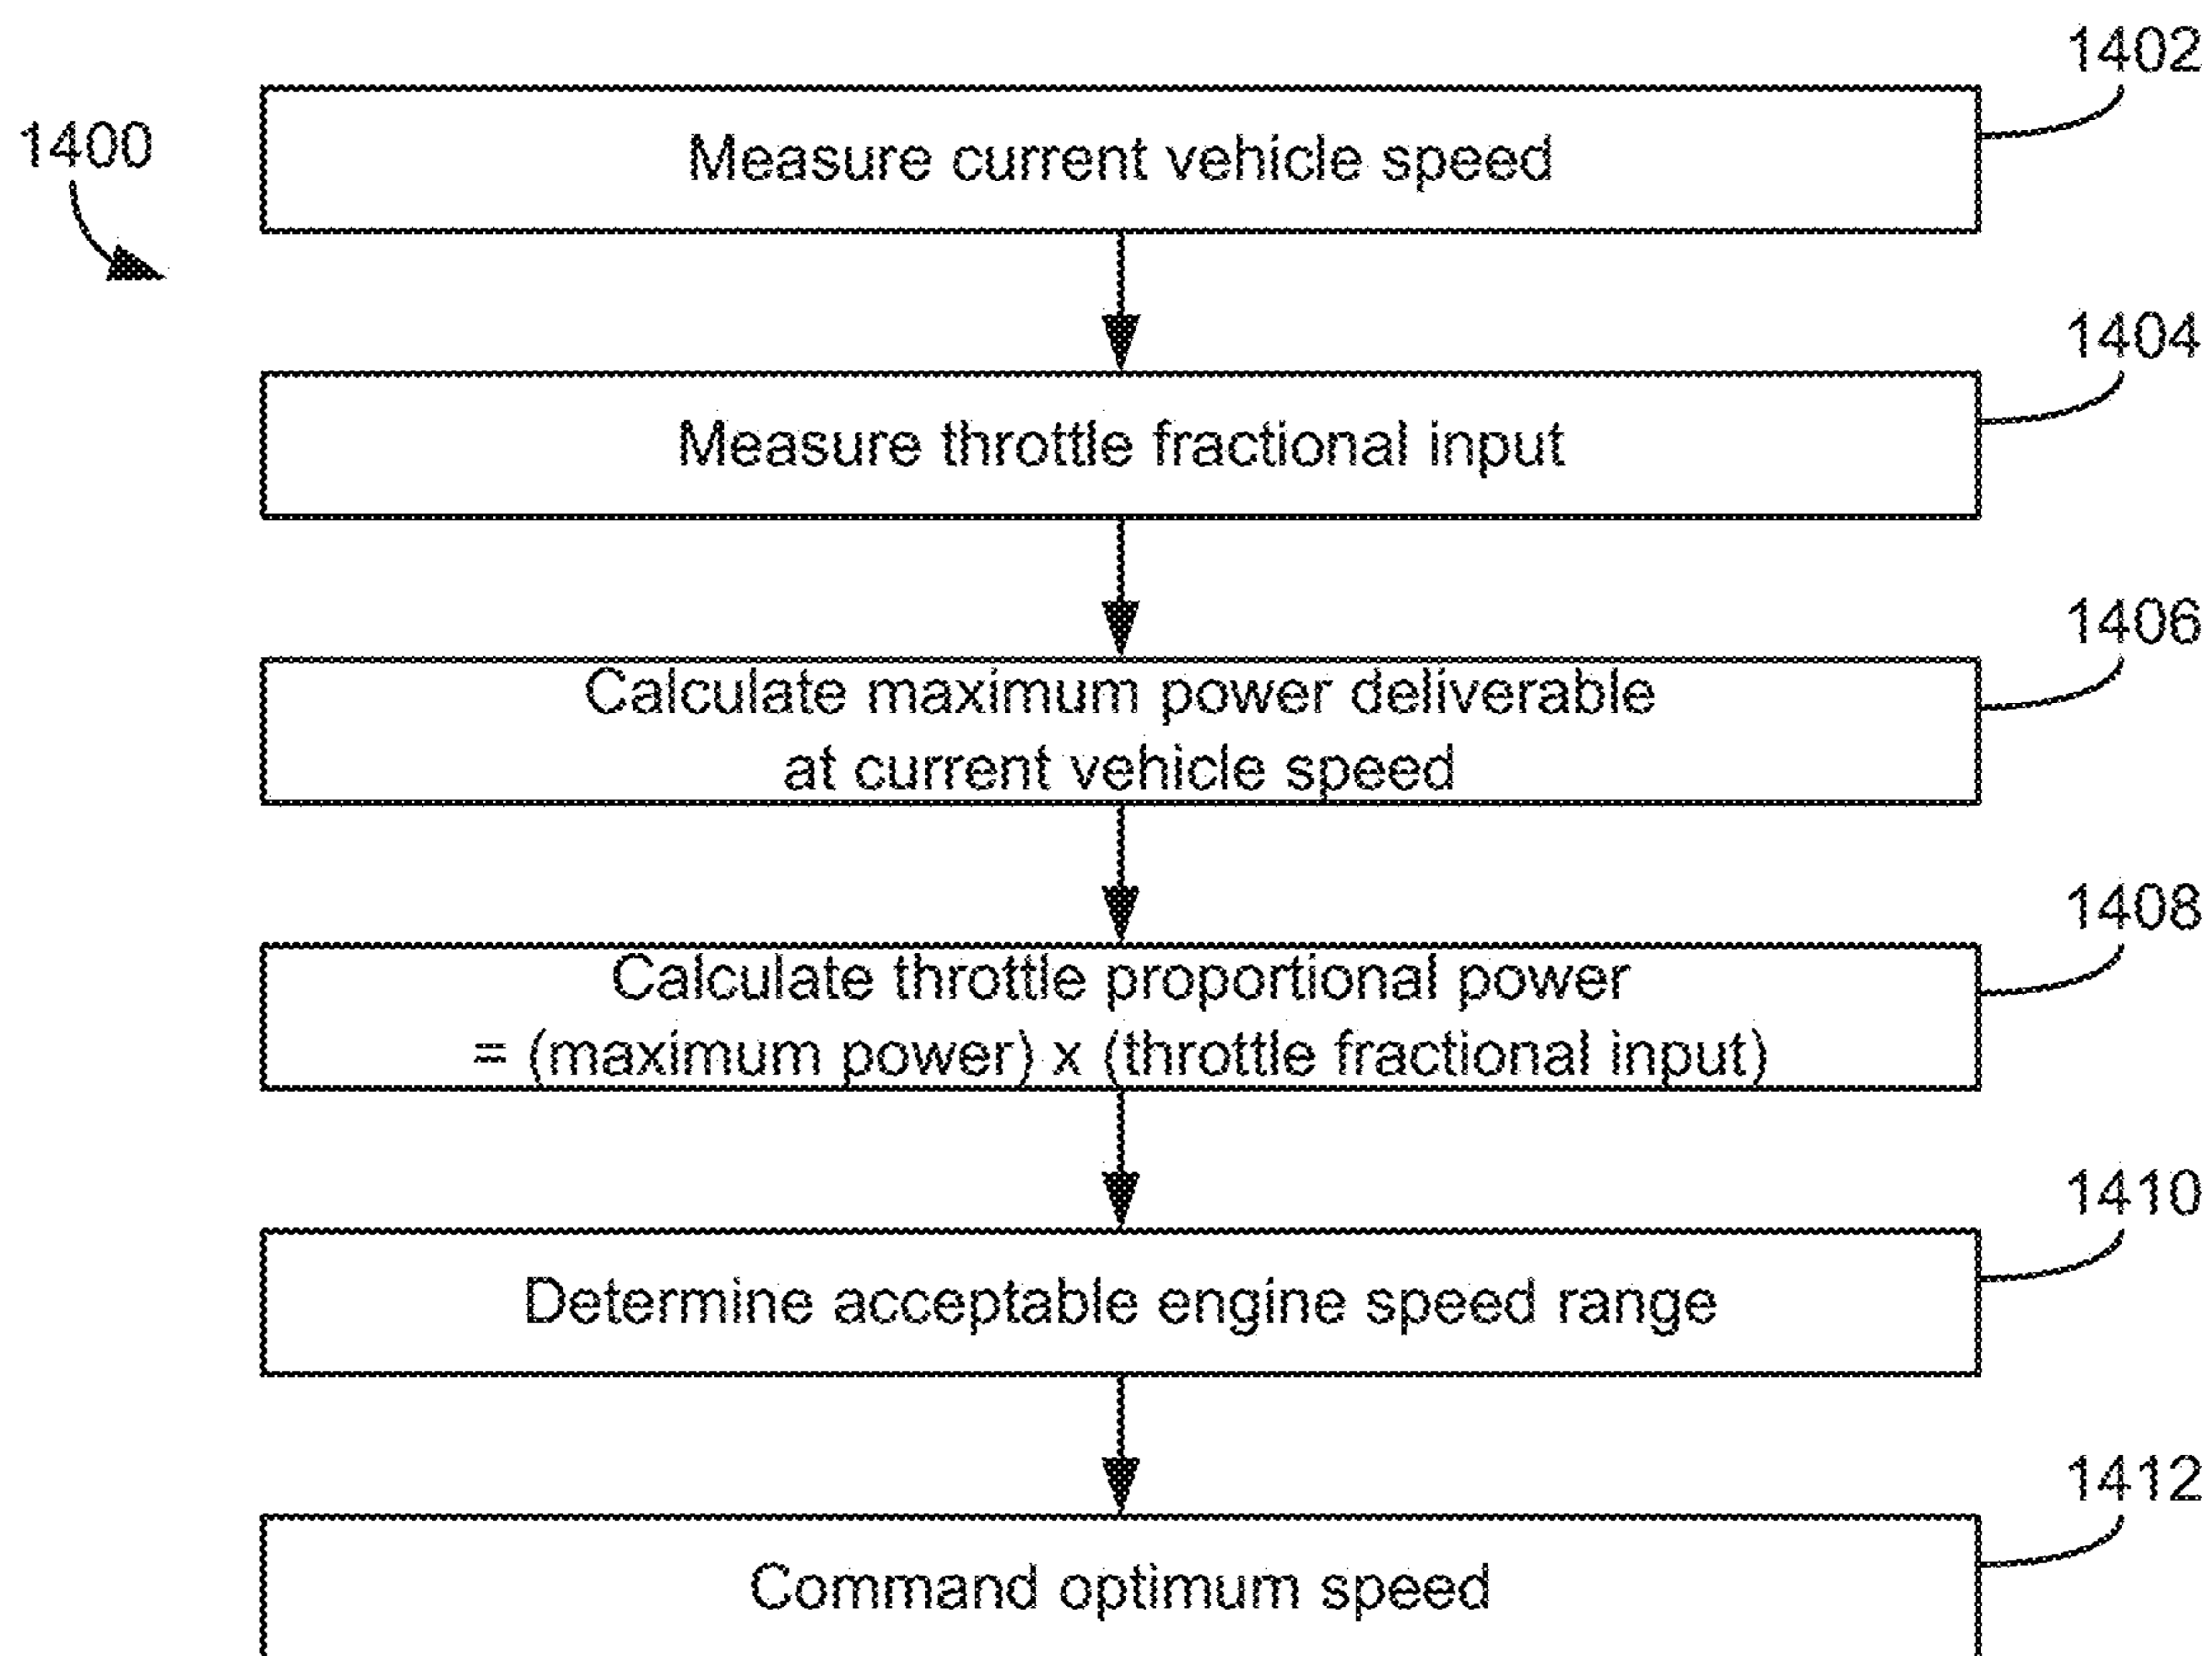 1402
1400
Measure current vehicle speed
1404
Measure throttle fractional input
1406
Calculate maximum power deliverable
at current vehicle speed
1408
Calculate throttle proportional power
= (maximum power) x (throttle fractional input)
1410
Determine acceptable engine speed range
1412
Command optimum speed